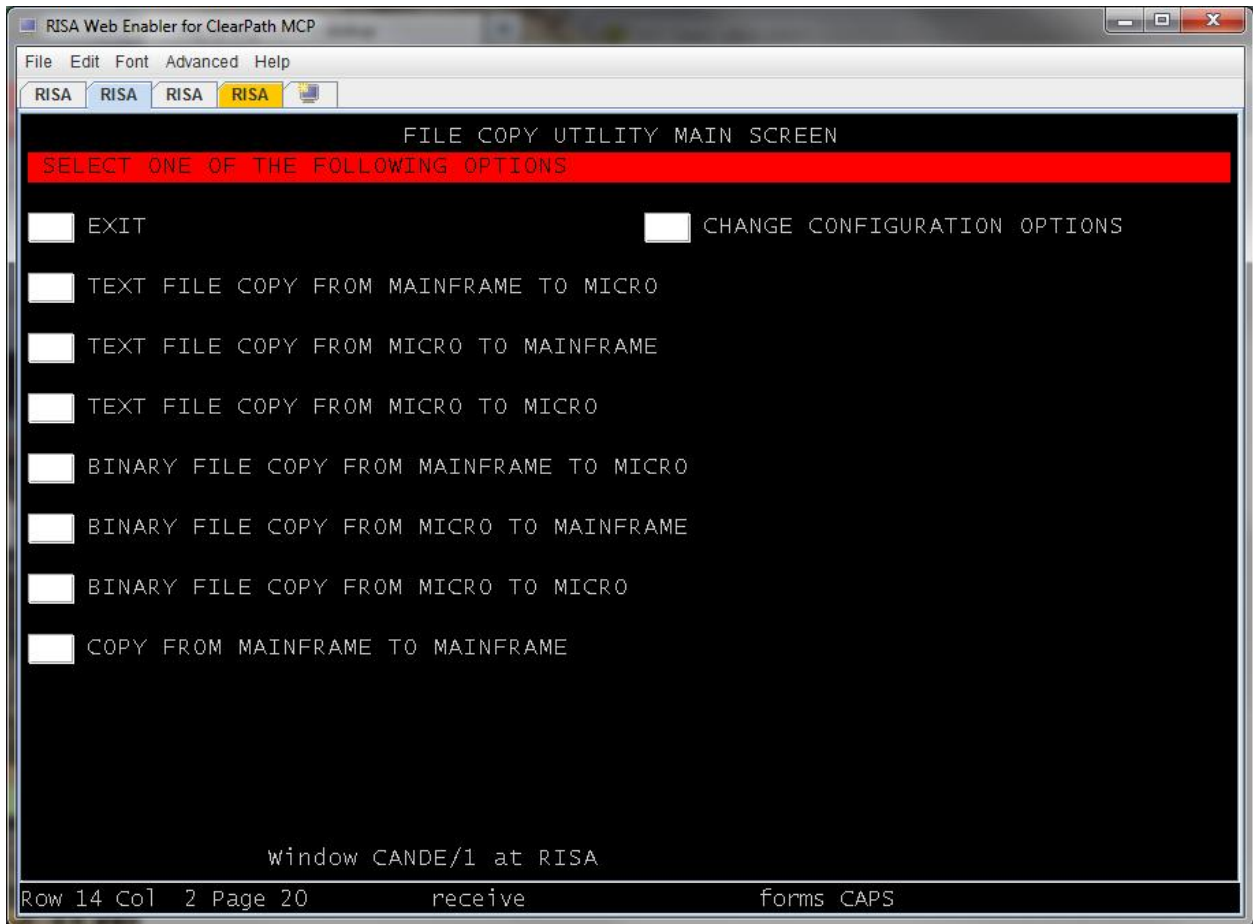 RISA Web Enabler for ClearPath MCP
File Edit Font Advanced Help
RISA RISA RISA RISA
FILE COPY UTILITY MAIN SCREEN
SELECT ONE OF THE FOLLOWING OPTIONS
EXIT CHANGE CONFIGURATION OPTIONS
TEXT FILE COPY FROM MAINFRAME TO MICRO
TEXT FILE COPY FROM MICRO TO MAINFRAME
TEXT FILE COPY FROM MICRO TO MICRO
BINARY FILE COPY FROM MAINFRAME TO MICRO
BINARY FILE COPY FROM MICRO TO MAINFRAME
BINARY FILE COPY FROM MICRO TO MICRO
COPY FROM MAINFRAME TO MAINFRAME
Window CANDE/1 at RISA
Row 14 Col 2 Page 20 receive forms CAPS